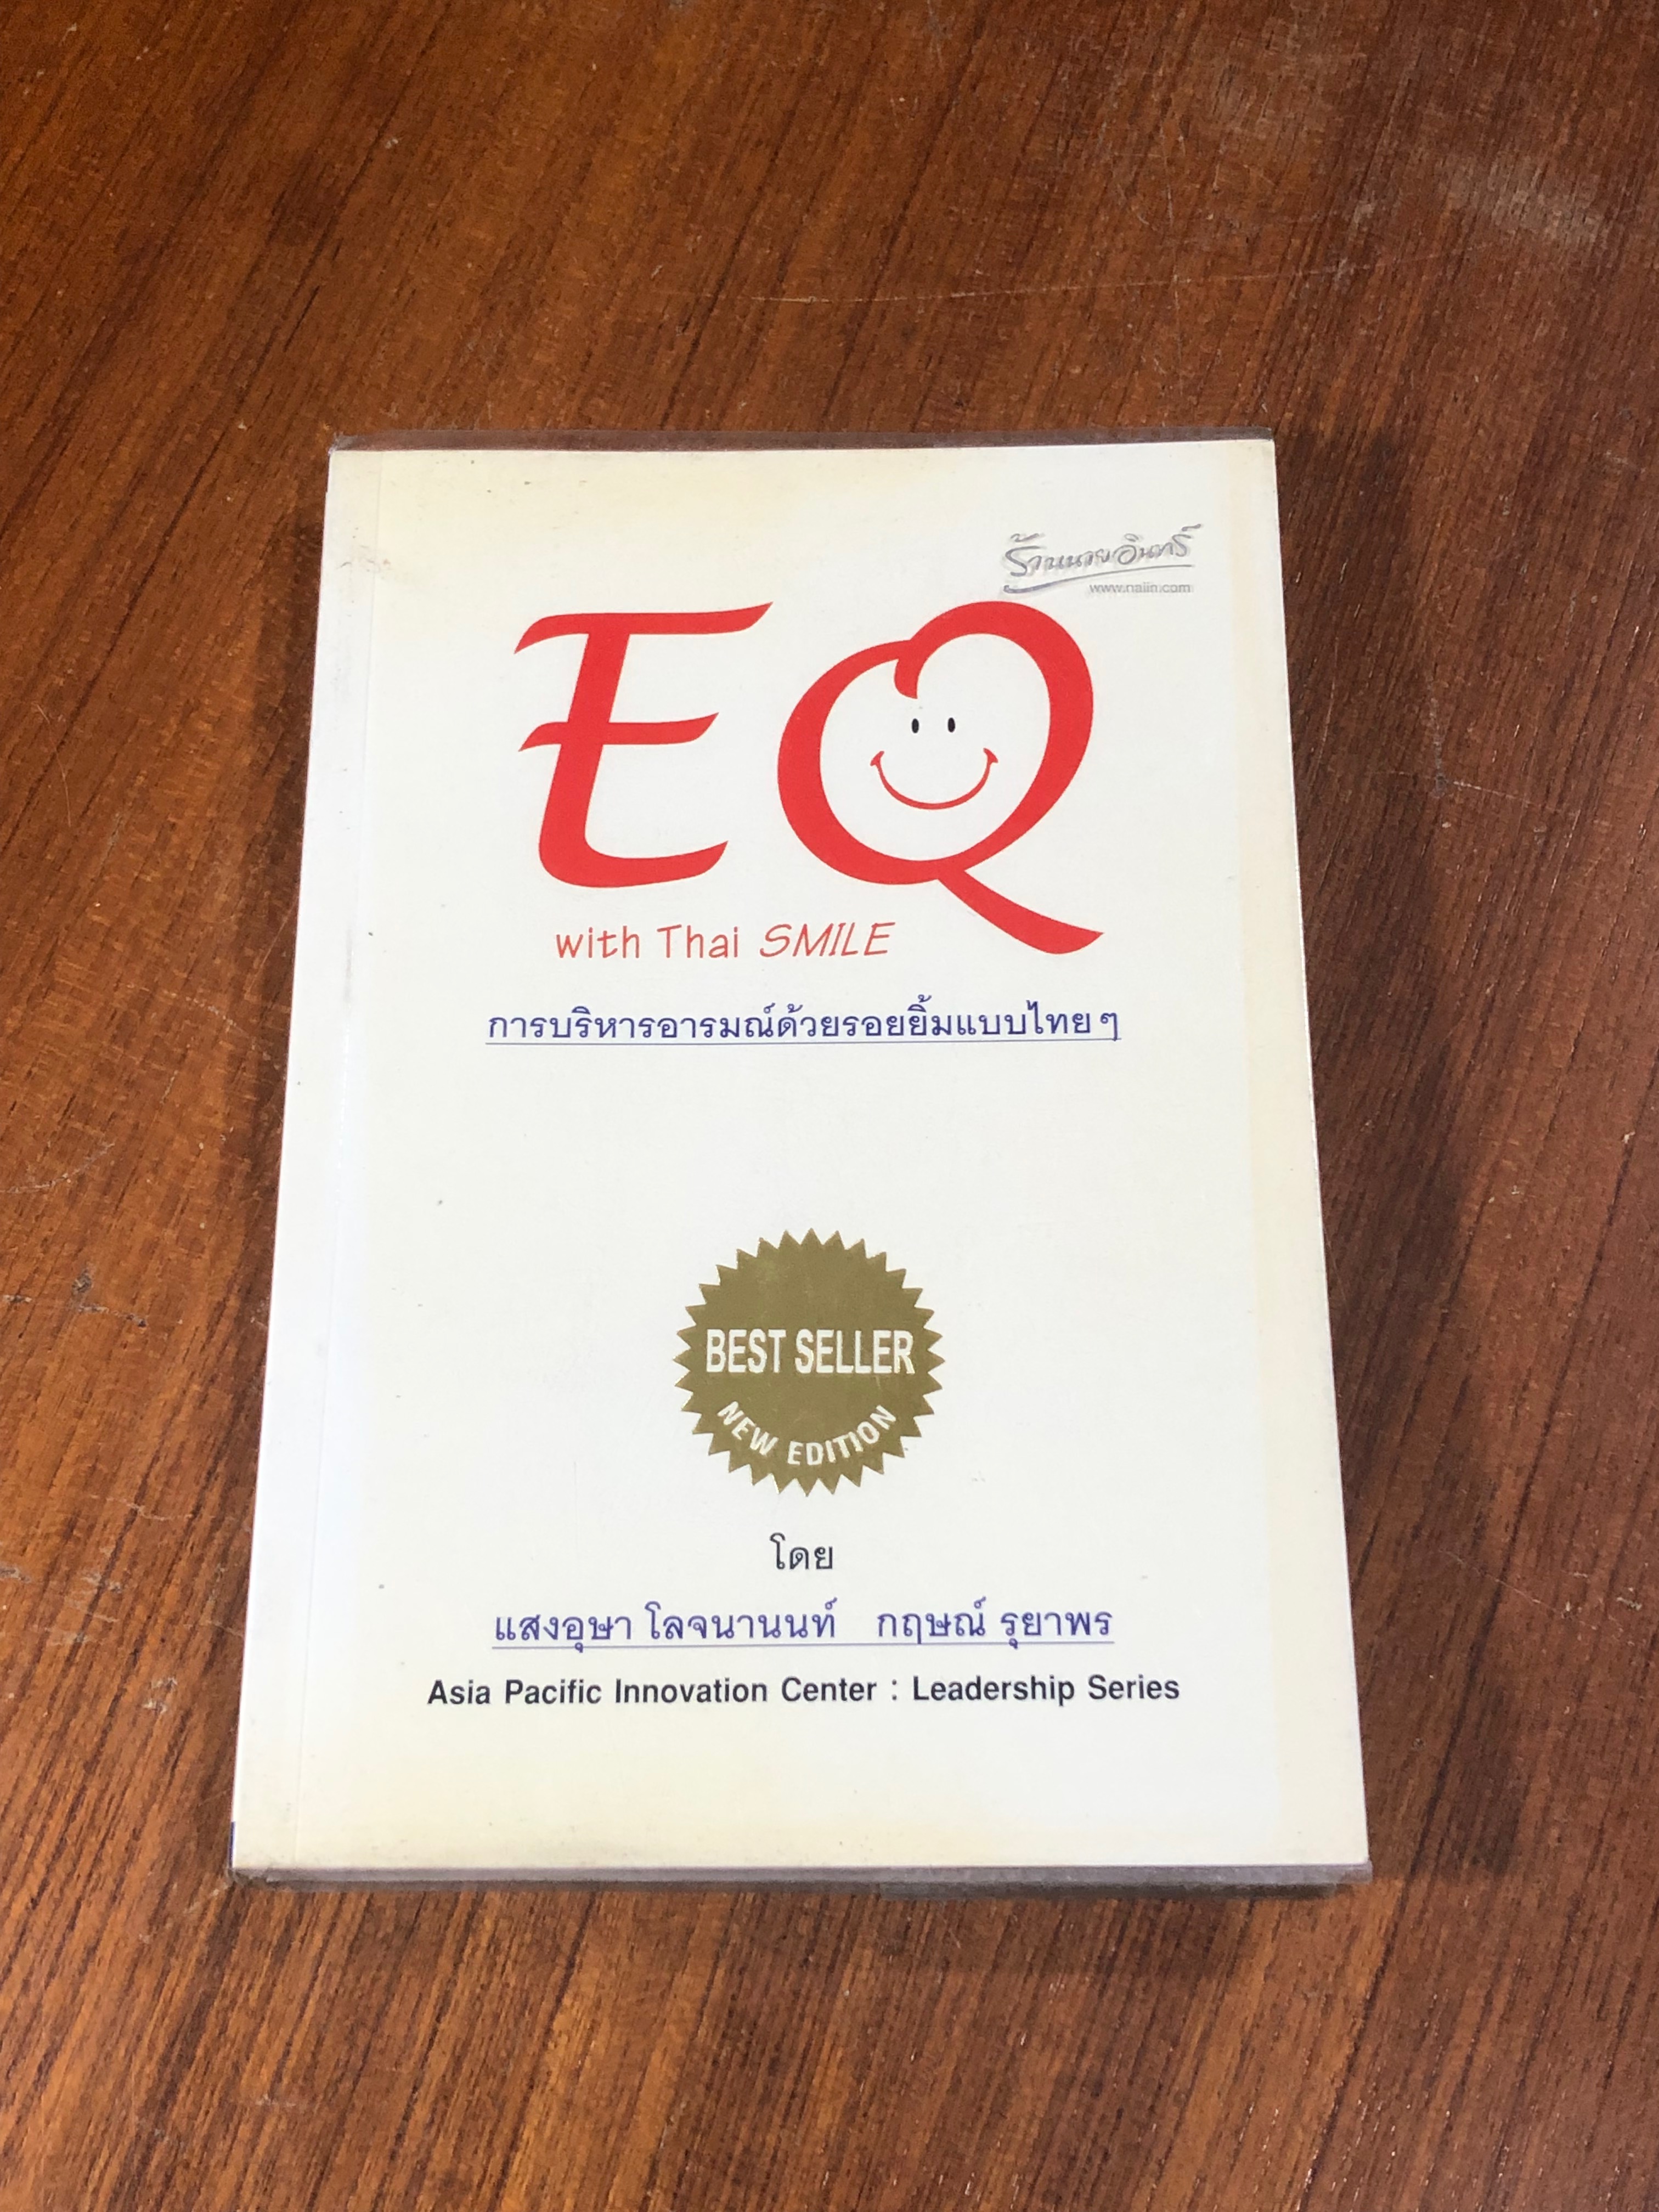 ร้านนายอินทร์
www.naiin.com
EQ
with Thai SMILE
การบริหารอารมณ์ด้วยรอยยิ้มแบบไทย ๆ
BEST SELLER
NEW EDITION
โดย
แสงอุษา โลจนานนท์ กฤษณ์ รุยาพร
Asia Pacific Innovation Center : Leadership Series